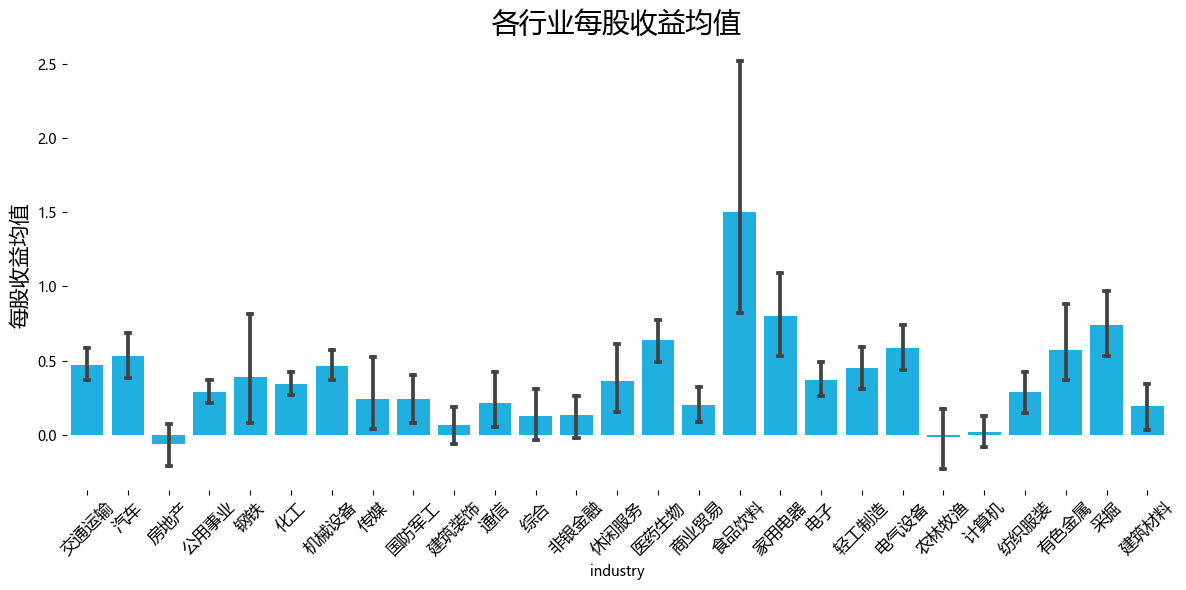 各行业每股收益均值
每股收益均值
2.5
2.0
1.5
1.0
0.5
0.0
交通运输
汽车
房地产
公用事业
钢铁
化工
机械设备
传媒
国防军工
建筑装饰
通信
综合
非银金融
休闲服务
医药生物
商业贸易
食品饮料
家用电器
电子
轻工制造
电气设备
农林牧渔
计算机
纺织服装
有色金属
采掘
建筑材料
industry